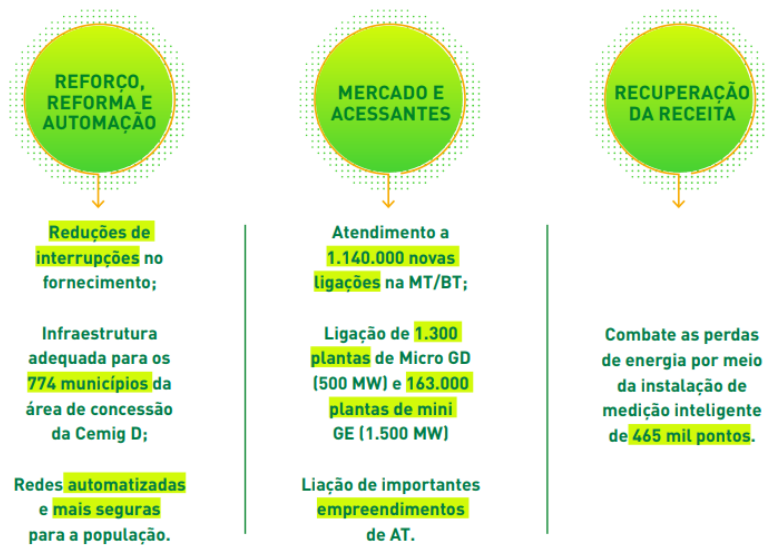 REFORÇO,
REFORMA E
AUTOMAÇÃO
Reduções de
interrupções no
fornecimento;
Infraestrutura
adequada para os
774 municípios da
área de concessão
da Cemig D;
Redes automatizadas
e mais seguras
para a população.
MERCADO E
ACESSANTES
Atendimento a
1.140.000 novas
ligações na MT/BT;
Ligação de 1.300
plantas de Micro GD
(500 MW) e 163.000
plantas de mini
GE (1.500 MW)
Liação de importantes
empreendimentos
de AT.
RECUPERAÇÃO
DA RECEITA
Combate as perdas
de energia por meio
da instalação de
medição inteligente
de 465 mil pontos.